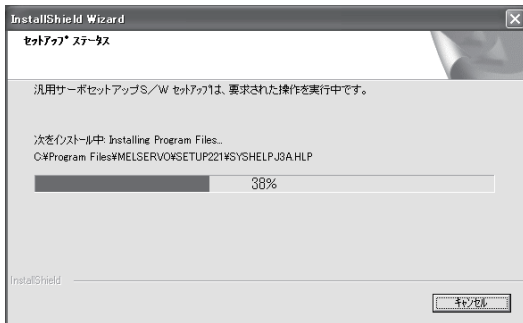 InstallShield Wizard
ｾｯﾄｱｯﾌﾟ ｽﾃｰﾀｽ
汎用サーボセットアップS／W ｾｯﾄｱｯﾌﾟは、要求された操作を実行中です。
次をｲﾝｽﾄｰﾙ中: Installing Program Files...
C:¥Program Files¥MELSERVO¥SETUP221¥SYSHELPJ3A.HLP
38%
InstallShield
ｷｬﾝｾﾙ